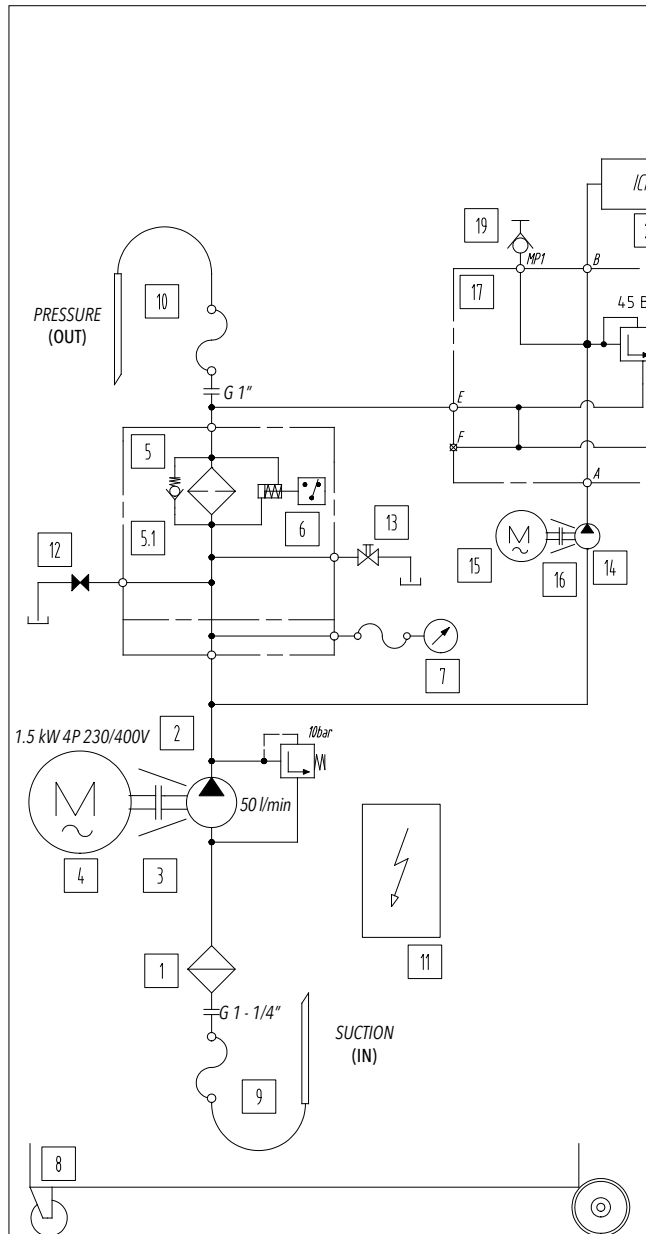 ICI
19
MP1
B
17
10
PRESSURE
(OUT)
45 B
G 1"
E
5
F
A
5.1
6
13
12
M
15
16
14
7
2
1.5 kW 4P 230/400V
10bar
M
50 l/min
4
3
11
1
G 1 - 1/4"
SUCTION
(IN)
9
8